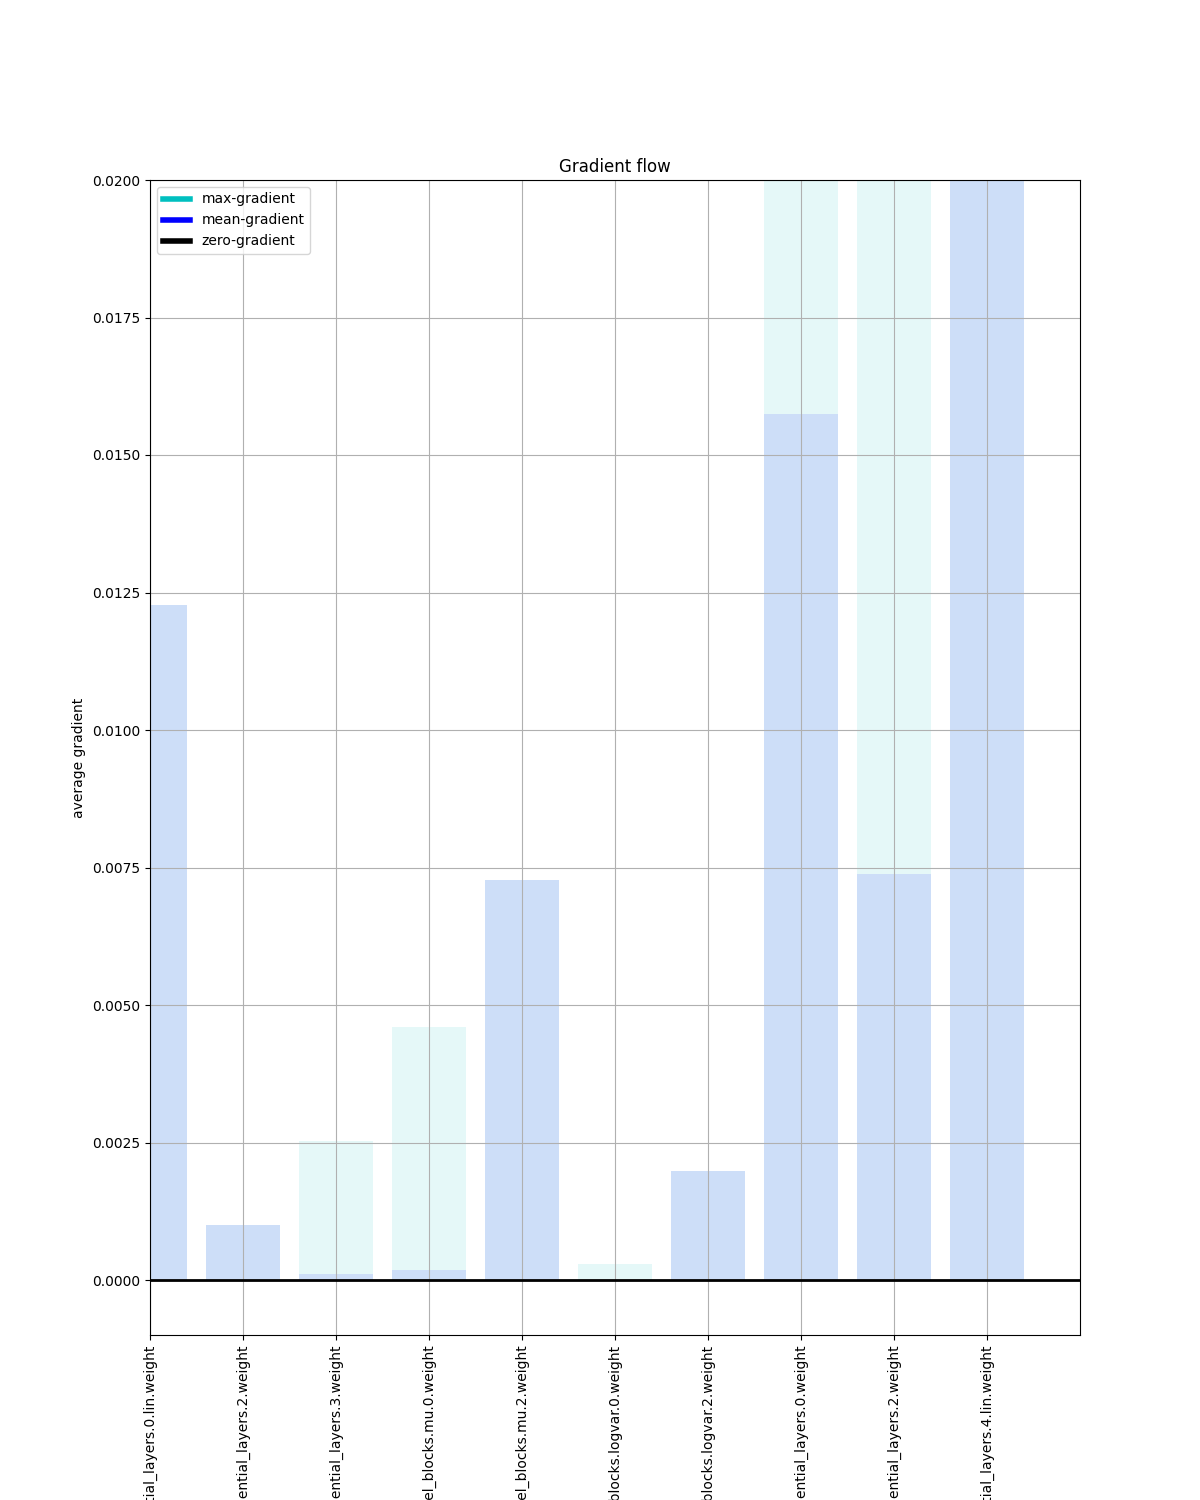 Gradient flow
max-gradient
mean-gradient
zero-gradient
0.0200
0.0175
0.0150
0.0125
0.0100
0.0075
0.0050
0.0025
0.0000
average gradient
tial_layers.0.lin.weight
ential_layers.2.weight
ential_layers.3.weight
el_blocks.mu.0.weight
el_blocks.mu.2.weight
blocks.logvar.0.weight
blocks.logvar.2.weight
ential_layers.0.weight
ential_layers.2.weight
tial_layers.4.lin.weight